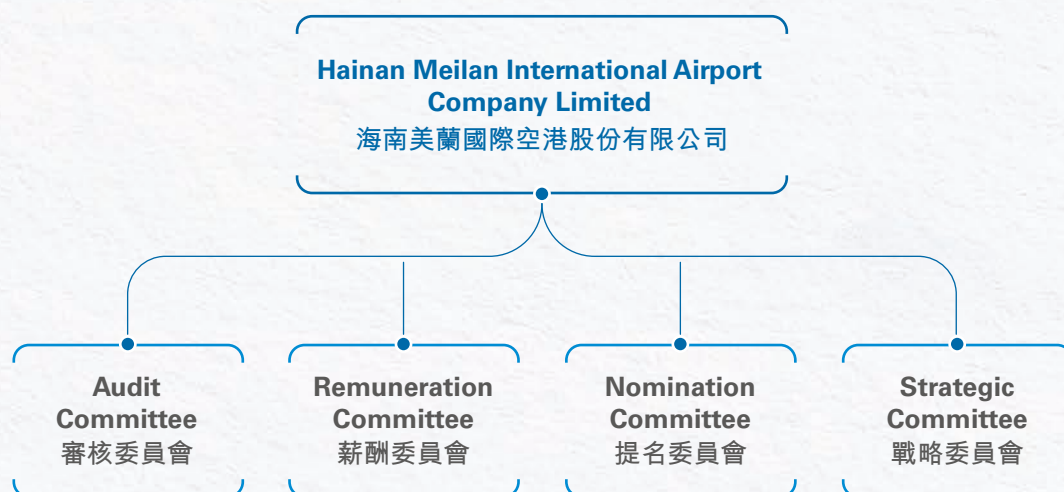 Hainan Meilan International Airport
Company Limited
海南美蘭國際空港股份有限公司
Audit
Committee
審核委員會
Remuneration
Committee
薪酬委員會
Nomination
Committee
提名委員會
Strategic
Committee
戰略委員會